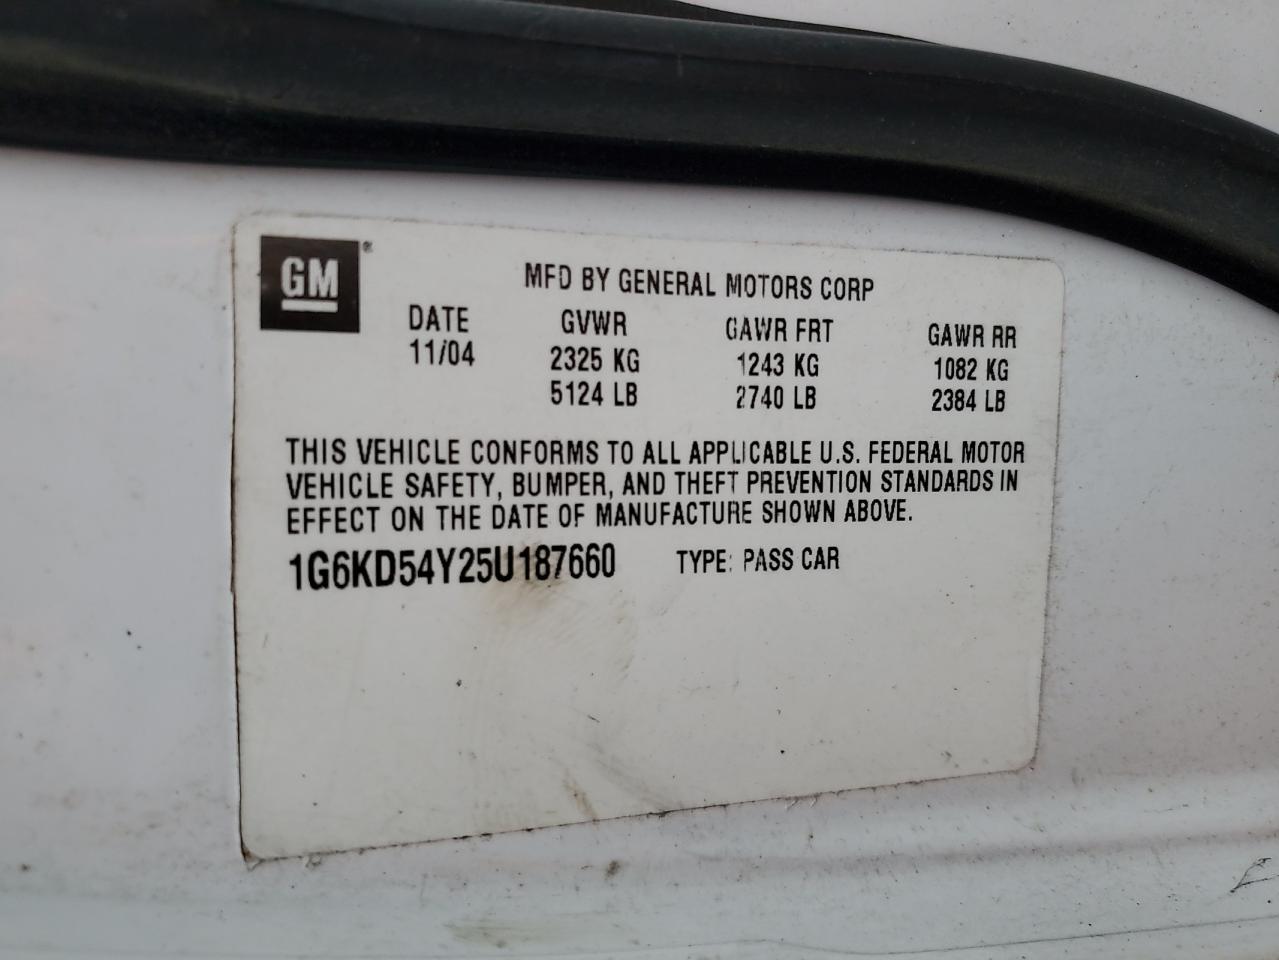 GM®
MFD BY GENERAL MOTORS CORP
DATE GVWR GAWR FRT GAWR RR
11/04 2325 KG 1243 KG 1082 KG
5124 LB 2740 LB 2384 LB
THIS VEHICLE CONFORMS TO ALL APPLICABLE U.S. FEDERAL MOTOR
VEHICLE SAFETY, BUMPER, AND THEFT PREVENTION STANDARDS IN
EFFECT ON THE DATE OF MANUFACTURE SHOWN ABOVE.
1G6KD54Y25U187660 TYPE: PASS CAR